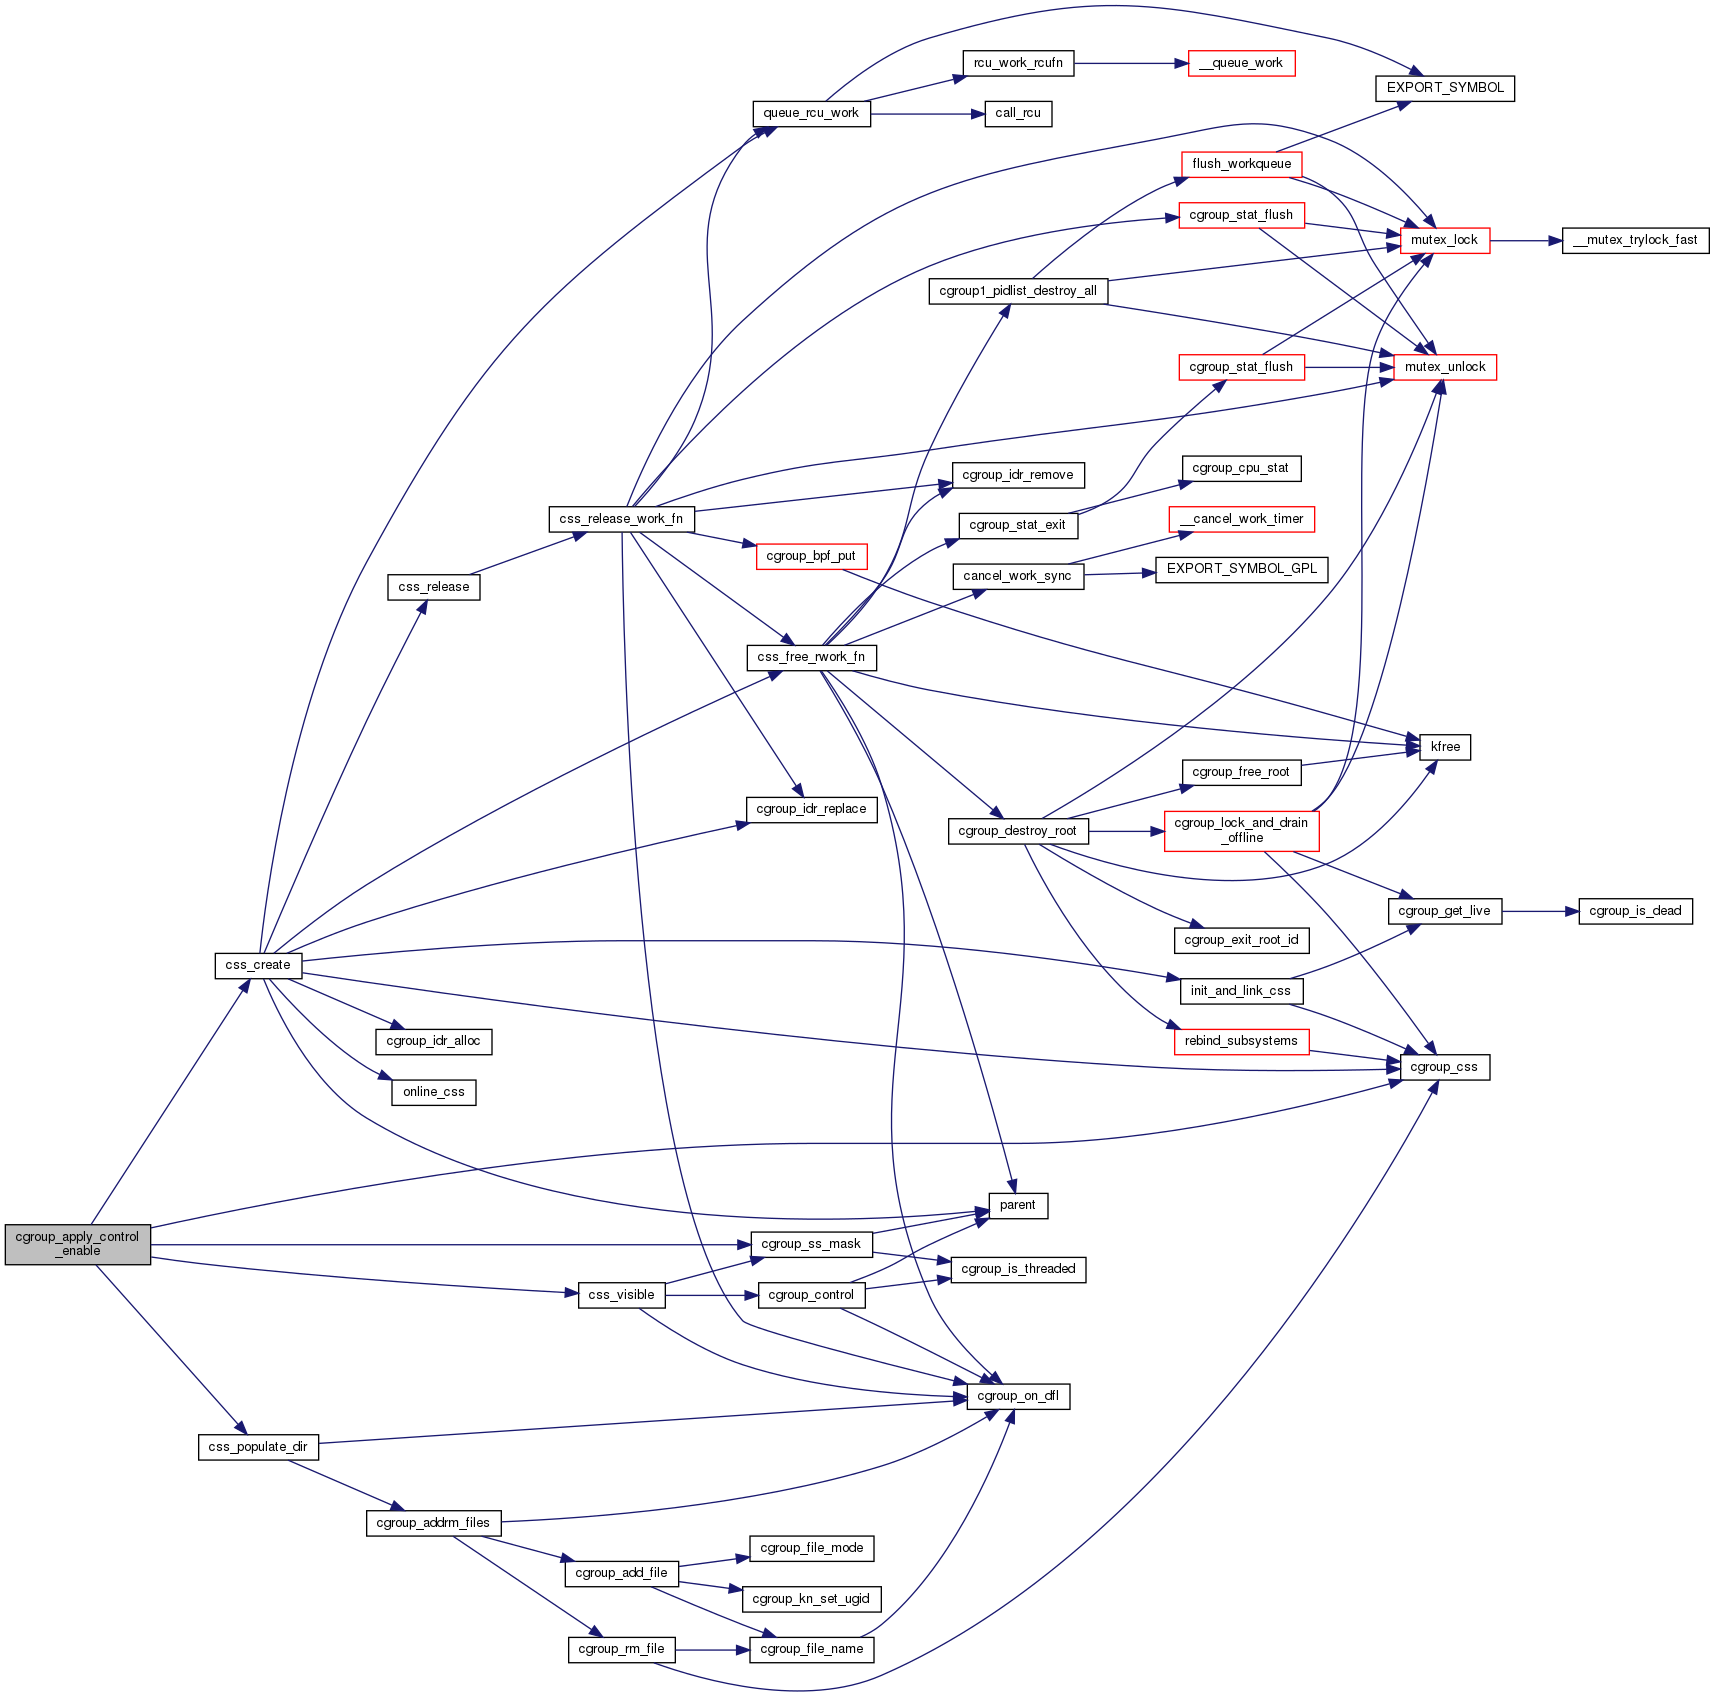 rcu_work_rcufn
__queue_work
EXPORT_SYMBOL
queue_rcu_work
call_rcu
flush_workqueue
cgroup_stat_flush
mutex_lock
__mutex_trylock_fast
cgroup1_pidlist_destroy_all
cgroup_stat_flush
mutex_unlock
cgroup_idr_remove
cgroup_cpu_stat
css_release_work_fn
cgroup_stat_exit
__cancel_work_timer
cgroup_bpf_put
cancel_work_sync
EXPORT_SYMBOL_GPL
css_release
css_free_rwork_fn
kfree
cgroup_free_root
cgroup_idr_replace
cgroup_destroy_root
cgroup_lock_and_drain
_offline
cgroup_get_live
cgroup_is_dead
cgroup_exit_root_id
css_create
init_and_link_css
cgroup_idr_alloc
rebind_subsystems
cgroup_css
online_css
parent
cgroup_apply_control
_enable
cgroup_ss_mask
cgroup_is_threaded
css_visible
cgroup_control
cgroup_on_dfl
css_populate_dir
cgroup_addrm_files
cgroup_file_mode
cgroup_add_file
cgroup_kn_set_ugid
cgroup_rm_file
cgroup_file_name